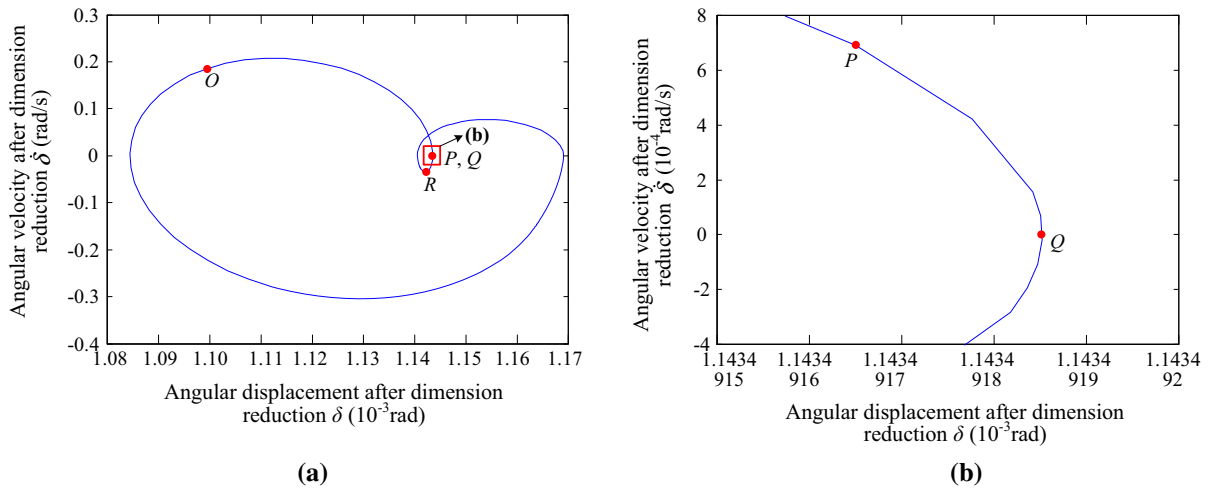 Angular velocity after dimension
reduction δ̇ (rad/s)
0.3
0.2
0.1
0
-0.1
-0.2
-0.3
-0.4
O
(b)
P, Q
R
1.08 1.09 1.10 1.11 1.12 1.13 1.14 1.15 1.16 1.17
Angular displacement after dimension
reduction δ (10⁻³rad)
(a)
Angular velocity after dimension
reduction δ̇ (10⁻⁴rad/s)
8
6
4
2
0
-2
-4
P
Q
1.1434 1.1434 1.1434 1.1434 1.1434 1.1434
915 916 917 918 919 92
Angular displacement after dimension
reduction δ (10⁻³rad)
(b)